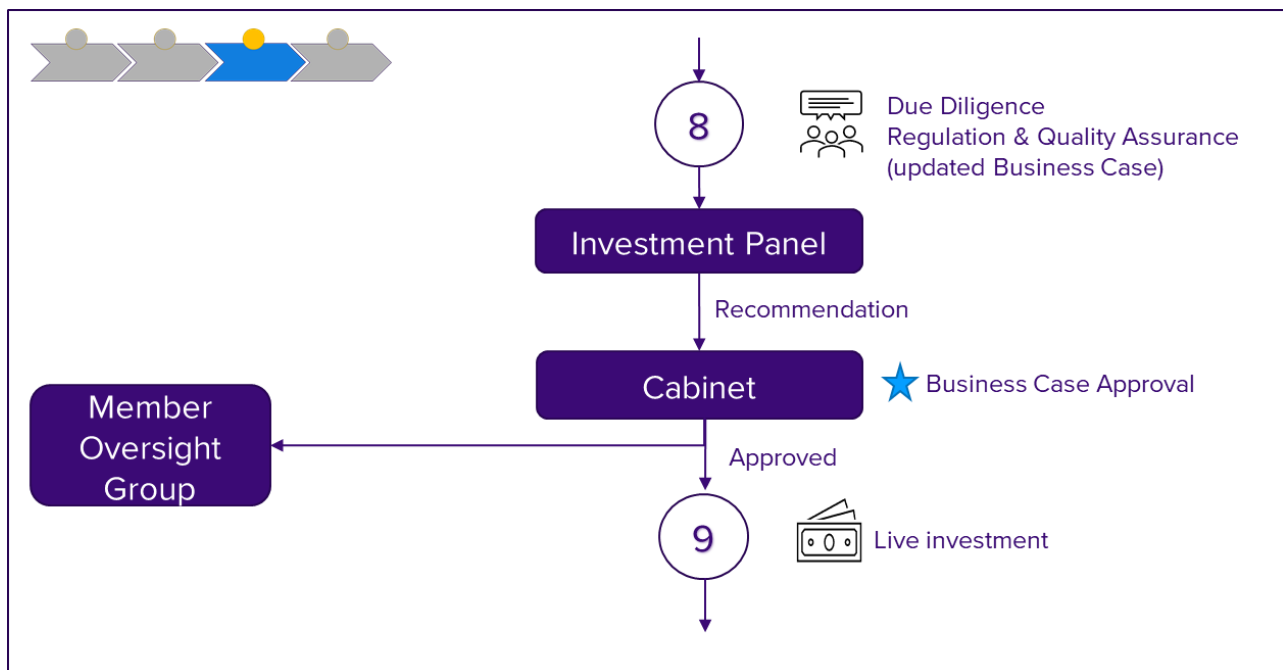 8
Due Diligence
Regulation & Quality Assurance
(updated Business Case)
Investment Panel
Recommendation
Cabinet
Business Case Approval
Member
Oversight
Group
Approved
9
Live investment